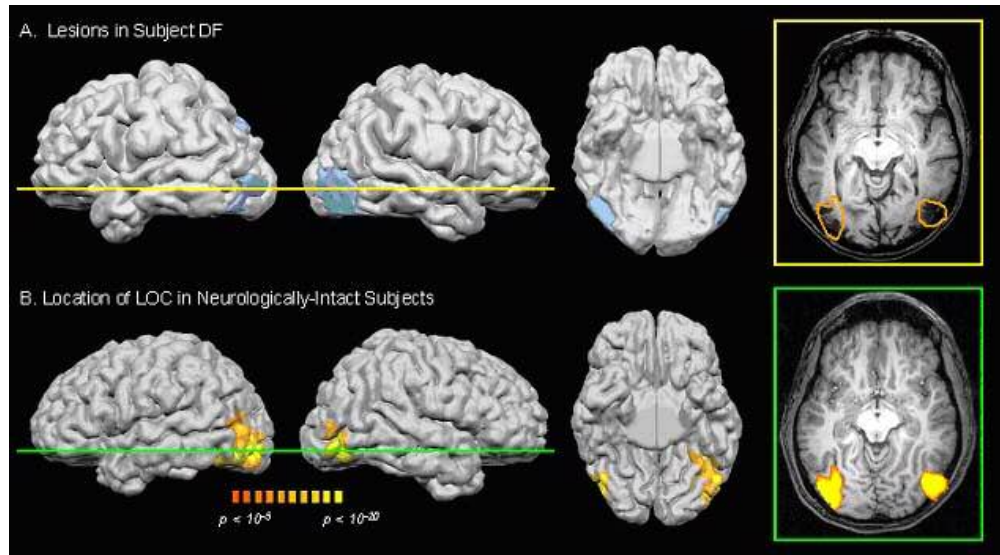 A. Lesions in Subject DF
B. Location of LOC in Neurologically-Intact Subjects
p < 10⁻⁵ p < 10⁻²⁰